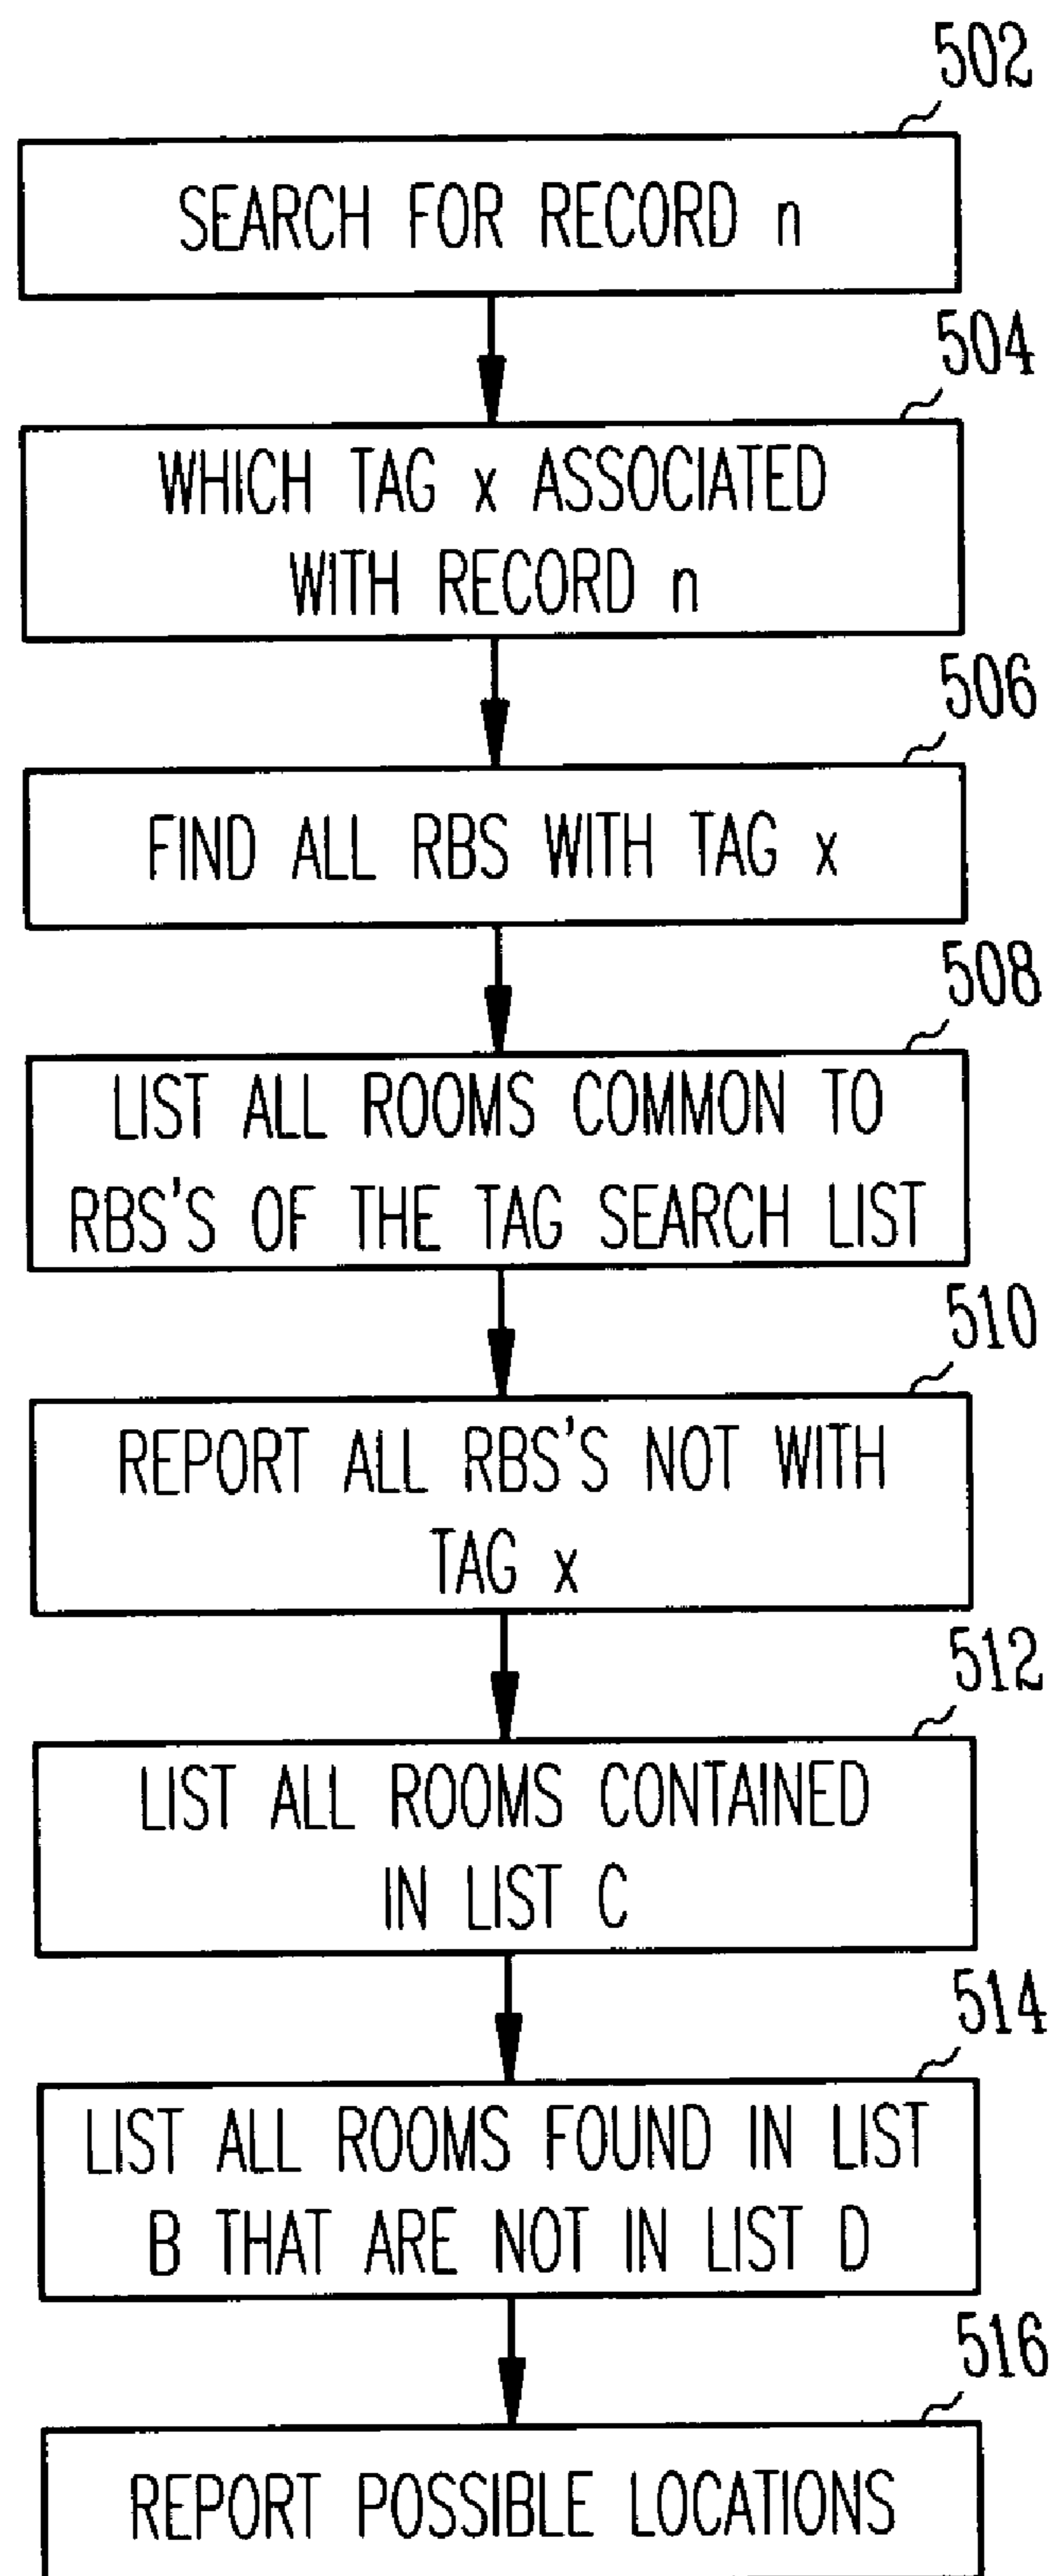 502
SEARCH FOR RECORD n
504
WHICH TAG x ASSOCIATED
WITH RECORD n
506
FIND ALL RBS WITH TAG x
508
LIST ALL ROOMS COMMON TO
RBS'S OF THE TAG SEARCH LIST
510
REPORT ALL RBS'S NOT WITH
TAG x
512
LIST ALL ROOMS CONTAINED
IN LIST C
514
LIST ALL ROOMS FOUND IN LIST
B THAT ARE NOT IN LIST D
516
REPORT POSSIBLE LOCATIONS